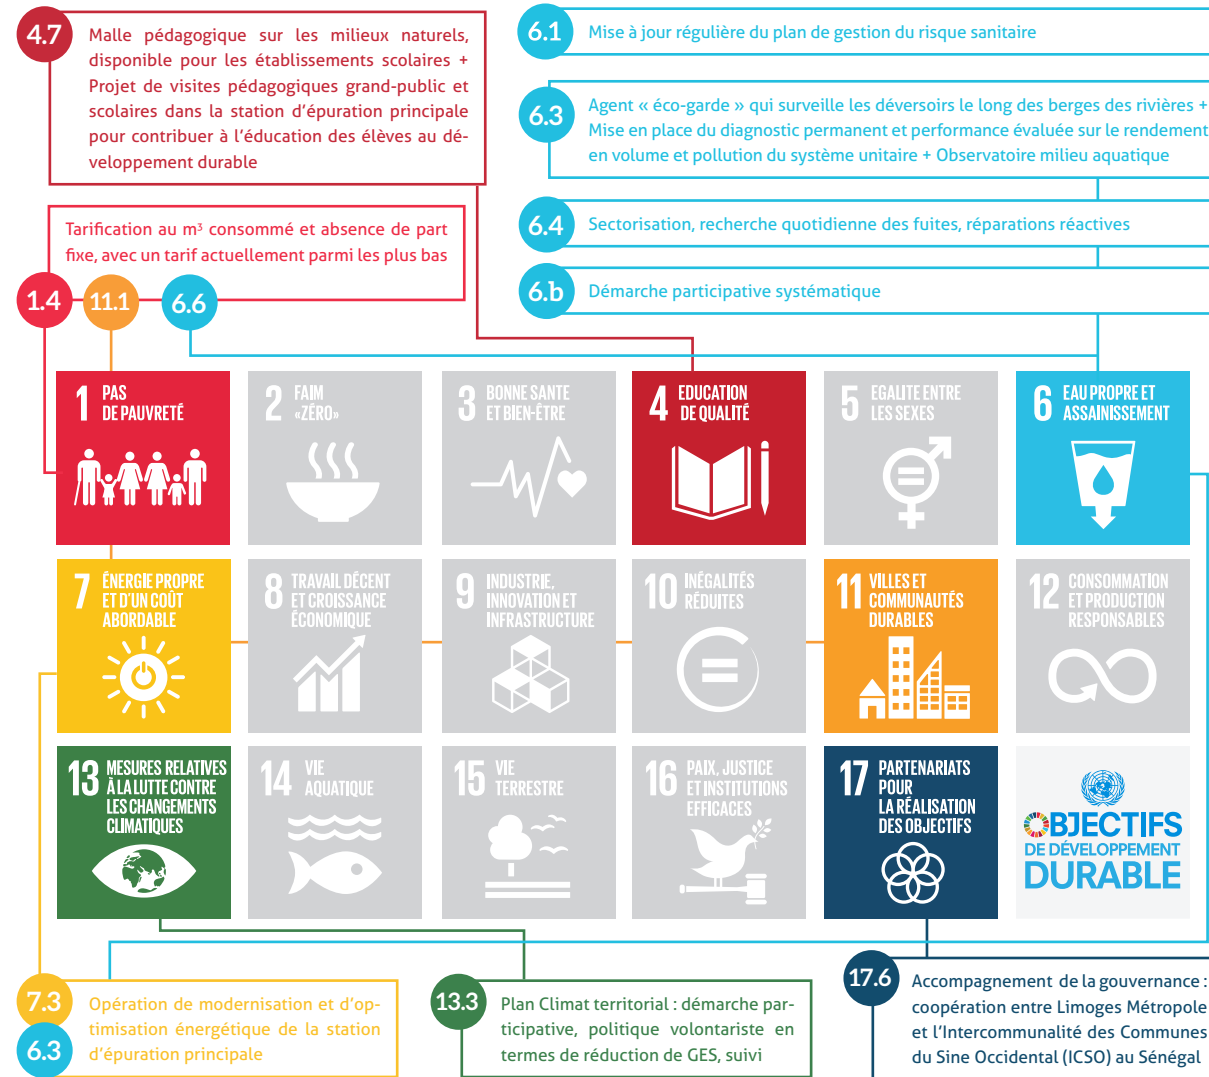 4.7
Malle pédagogique sur les milieux naturels,
disponible pour les établissements scolaires +
Projet de visites pédagogiques grand-public et
scolaires dans la station d'épuration principale
pour contribuer à l'éducation des élèves au dé-
veloppement durable
6.1
Mise à jour régulière du plan de gestion du risque sanitaire
6.3
Agent « éco-garde » qui surveille les déversoirs le long des berges des rivières +
Mise en place du diagnostic permanent et performance évaluée sur le rendement
en volume et pollution du système unitaire + Observatoire milieu aquatique
6.4
Sectorisation, recherche quotidienne des fuites, réparations réactives
6.b
Démarche participative systématique
Tarification au m³ consommé et absence de part
fixe, avec un tarif actuellement parmi les plus bas
1.4
11.1
6.6
1 PAS
DE PAUVRETÉ
2 FAIM
«ZÉRO»
3 BONNE SANTE
ET BIEN-ÊTRE
4 EDUCATION
DE QUALITÉ
5 EGALITE ENTRE
LES SEXES
6 EAU PROPRE ET
ASSAINISSEMENT
7 ÉNERGIE PROPRE
ET D'UN COÛT
ABORDABLE
8 TRAVAIL DÉCENT
ET CROISSANCE
ÉCONOMIQUE
9 INDUSTRIE,
INNOVATION ET
INFRASTRUCTURE
10 INÉGALITÉS
RÉDUITES
11 VILLES ET
COMMUNAUTÉS
DURABLES
12 CONSOMMATION
ET PRODUCTION
RESPONSABLES
13 MESURES RELATIVES
À LA LUTTE CONTRE
LES CHANGEMENTS
CLIMATIQUES
14 VIE
AQUATIQUE
15 VIE
TERRESTRE
16 PAIX, JUSTICE
ET INSTITUTIONS
EFFICACES
17 PARTENARIATS
POUR
LA RÉALISATION
DES OBJECTIFS
OBJECTIFS
DE DÉVELOPPEMENT
DURABLE
7.3
6.3
Opération de modernisation et d'op-
timisation énergétique de la station
d'épuration principale
13.3
Plan Climat territorial : démarche par-
ticipative, politique volontariste en
termes de réduction de GES, suivi
17.6
Accompagnement de la gouvernance :
coopération entre Limoges Métropole
et l'Intercommunalité des Communes
du Sine Occidental (ICSO) au Sénégal